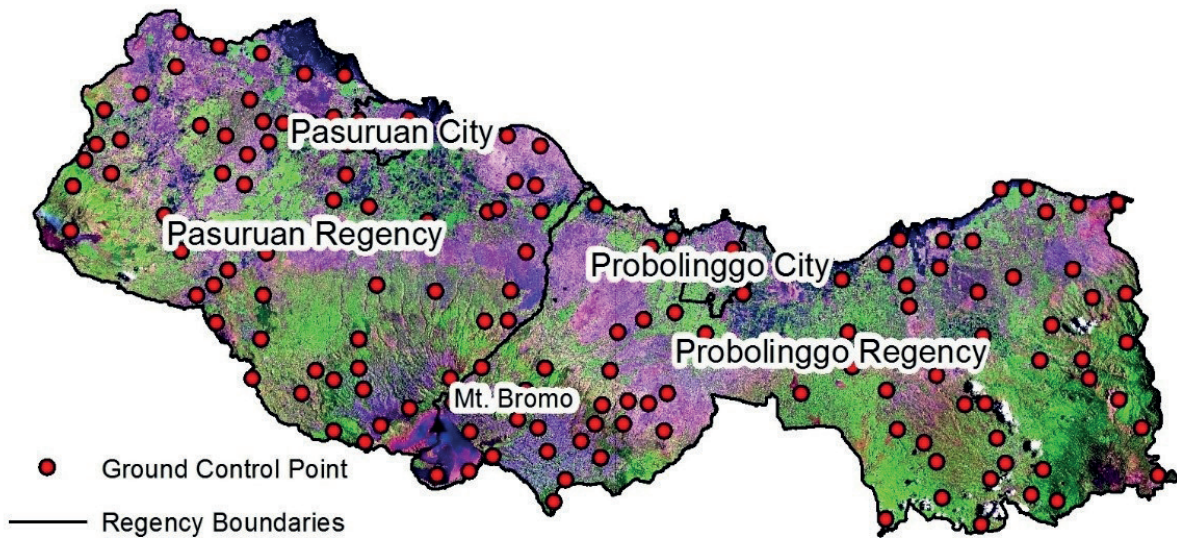 Pasuruan City
Pasuruan Regency
Probolinggo City
Probolinggo Regency
Mt. Bromo
Ground Control Point
Regency Boundaries